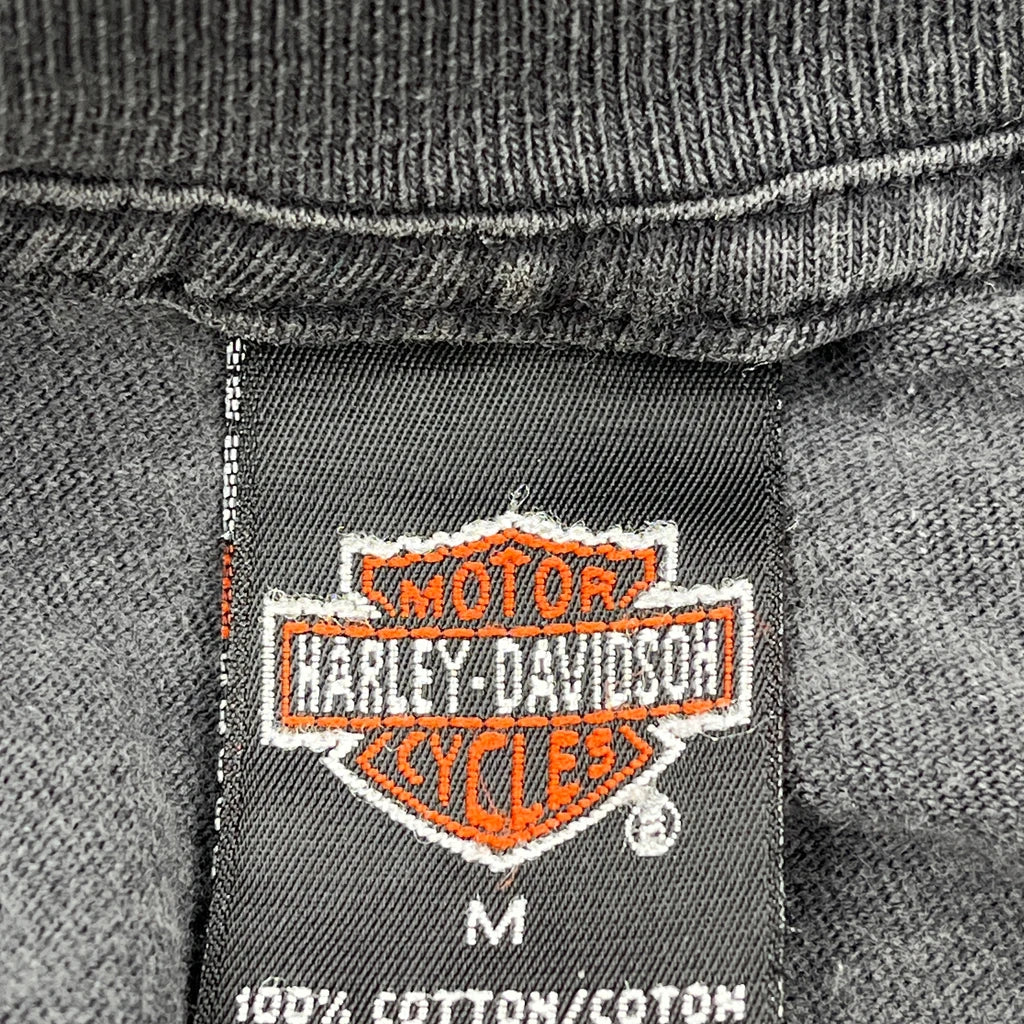 MOTOR
HARLEY-DAVIDSON
CYCLES
®
M
100% COTTON/COTON